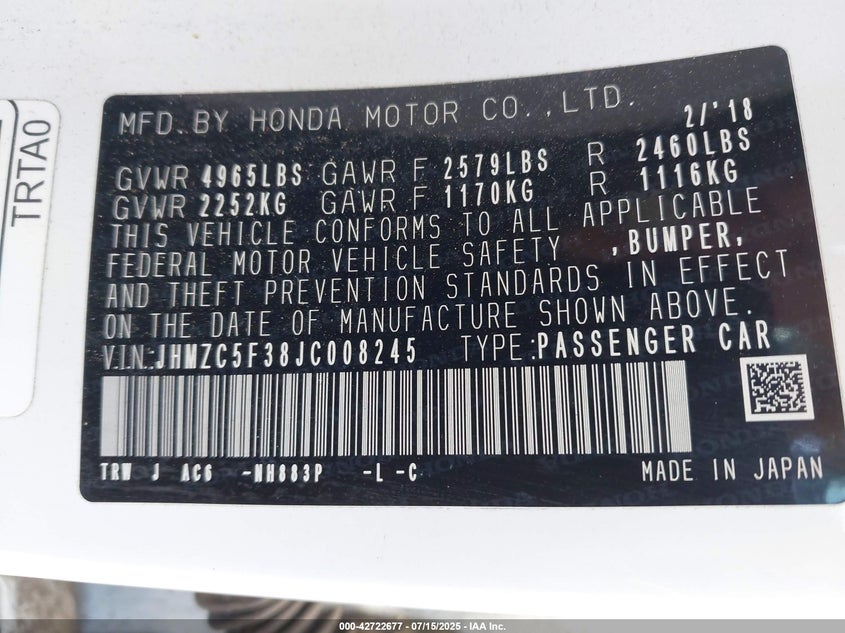 TRTA0
MFD. BY HONDA MOTOR CO.,LTD. 2/'18
GVWR 4965LBS GAWR F 2579LBS R 2460LBS
GVWR 2252KG GAWR F 1170KG R 1116KG
THIS VEHICLE CONFORMS TO ALL APPLICABLE
FEDERAL MOTOR VEHICLE SAFETY ,BUMPER,
AND THEFT PREVENTION STANDARDS IN EFFECT
ON THE DATE OF MANUFACTURE SHOWN ABOVE.
V.I.N.:JHMZC5F38JC008245 TYPE:PASSENGER CAR
TRW J AC6 -NH883P -L -C
MADE IN JAPAN
000-42722677 - 07/15/2025 - IAA Inc.